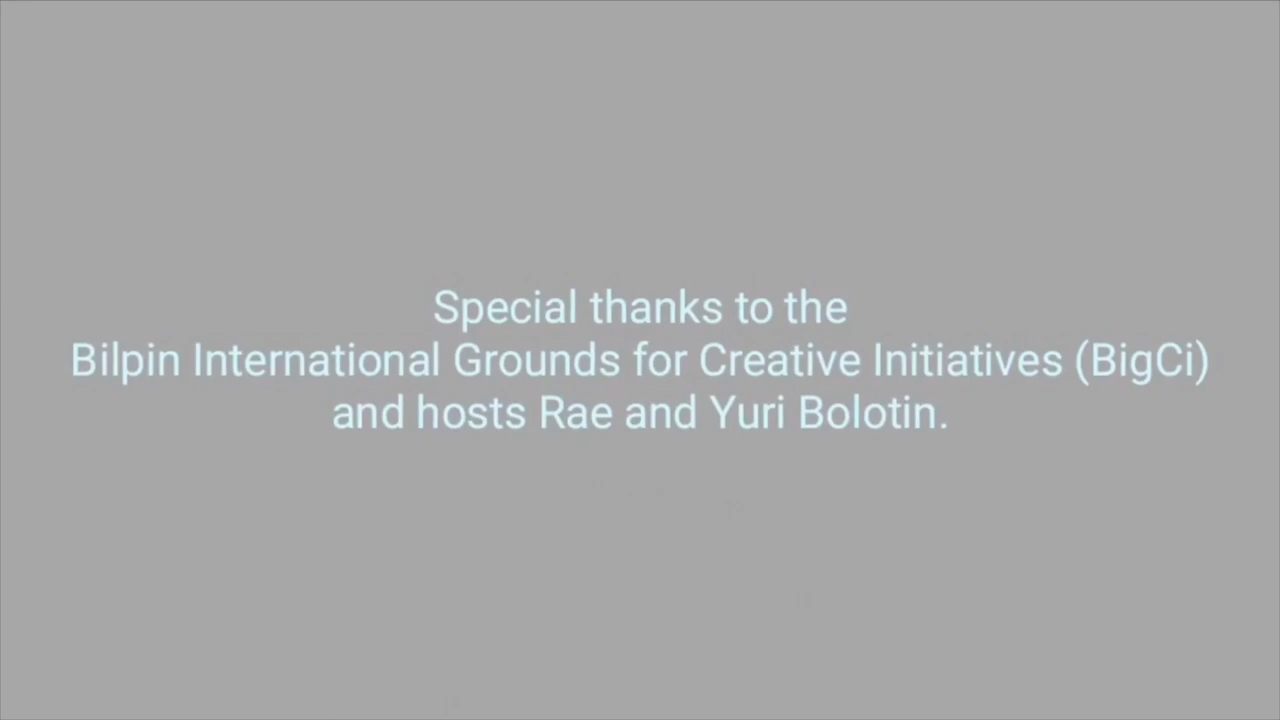 Special thanks to the
Bilpin International Grounds for Creative Initiatives (BigCi)
and hosts Rae and Yuri Bolotin.